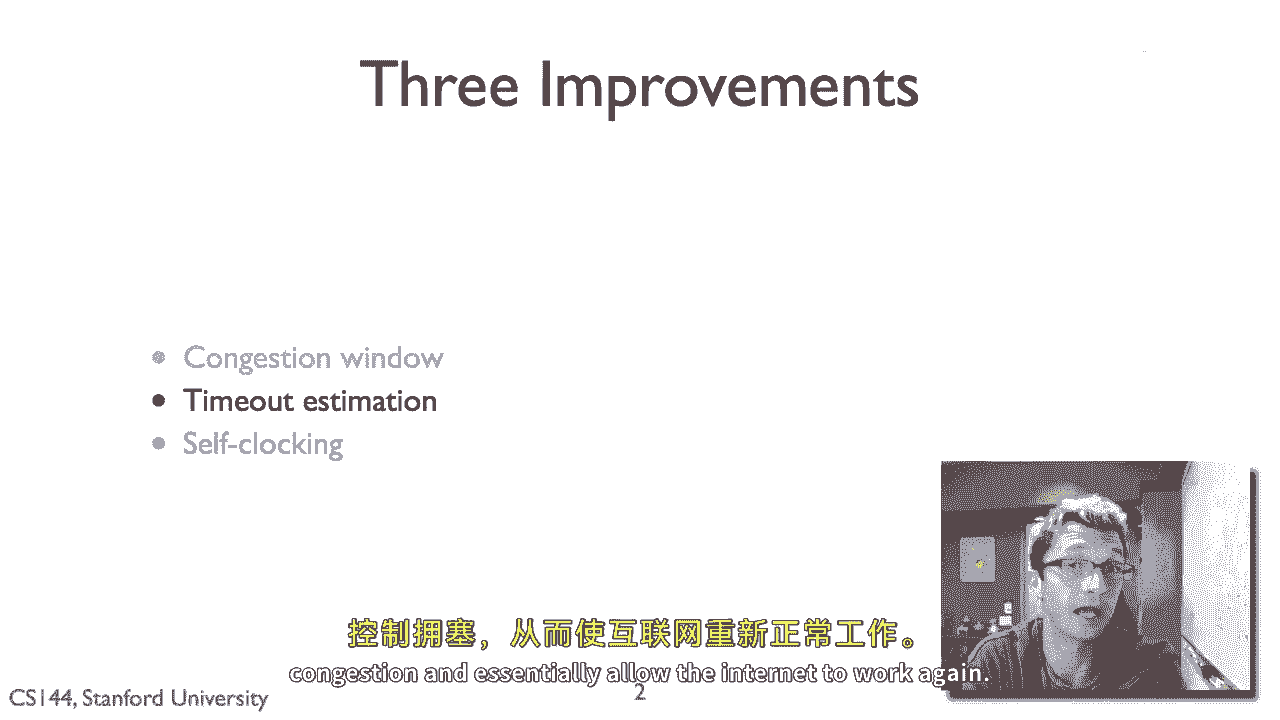 Three Improvements
• Congestion window
• Timeout estimation
• Self-clocking
控制拥塞，从而使互联网重新正常工作。
congestion and essentially allow the internet to work again.
CS144, Stanford University
2